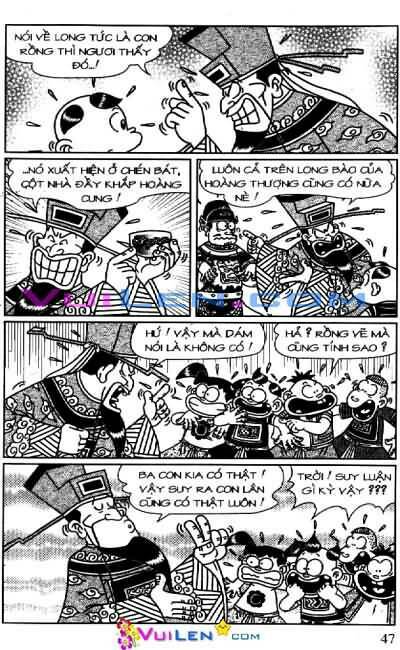 NÓI VỀ LONG TỨC LÀ CON
RỒNG THÌ NGƯƠI THẤY
ĐÓ..!
..NÓ XUẤT HIỆN Ở CHÉN BÁT,
CỘT NHÀ ĐẦY KHẮP HOÀNG
CUNG!
LUÔN CẢ TRÊN LONG BÀO CỦA
HOÀNG THƯỢNG CŨNG CÓ NỮA
NÈ!
VUILEN.COM
HỨ! VẬY MÀ DÁM
NÓI LÀ KHÔNG CÓ!
HẢ? RỒNG VẼ MÀ
CŨNG TÍNH SAO?
BA CON KIA CÓ THẬT!
VẬY SUY RA CON LÂN
CŨNG CÓ THẬT LUÔN!
TRỜI! SUY LUẬN
GÌ KỲ VẬY???
VUILEN.COM
47